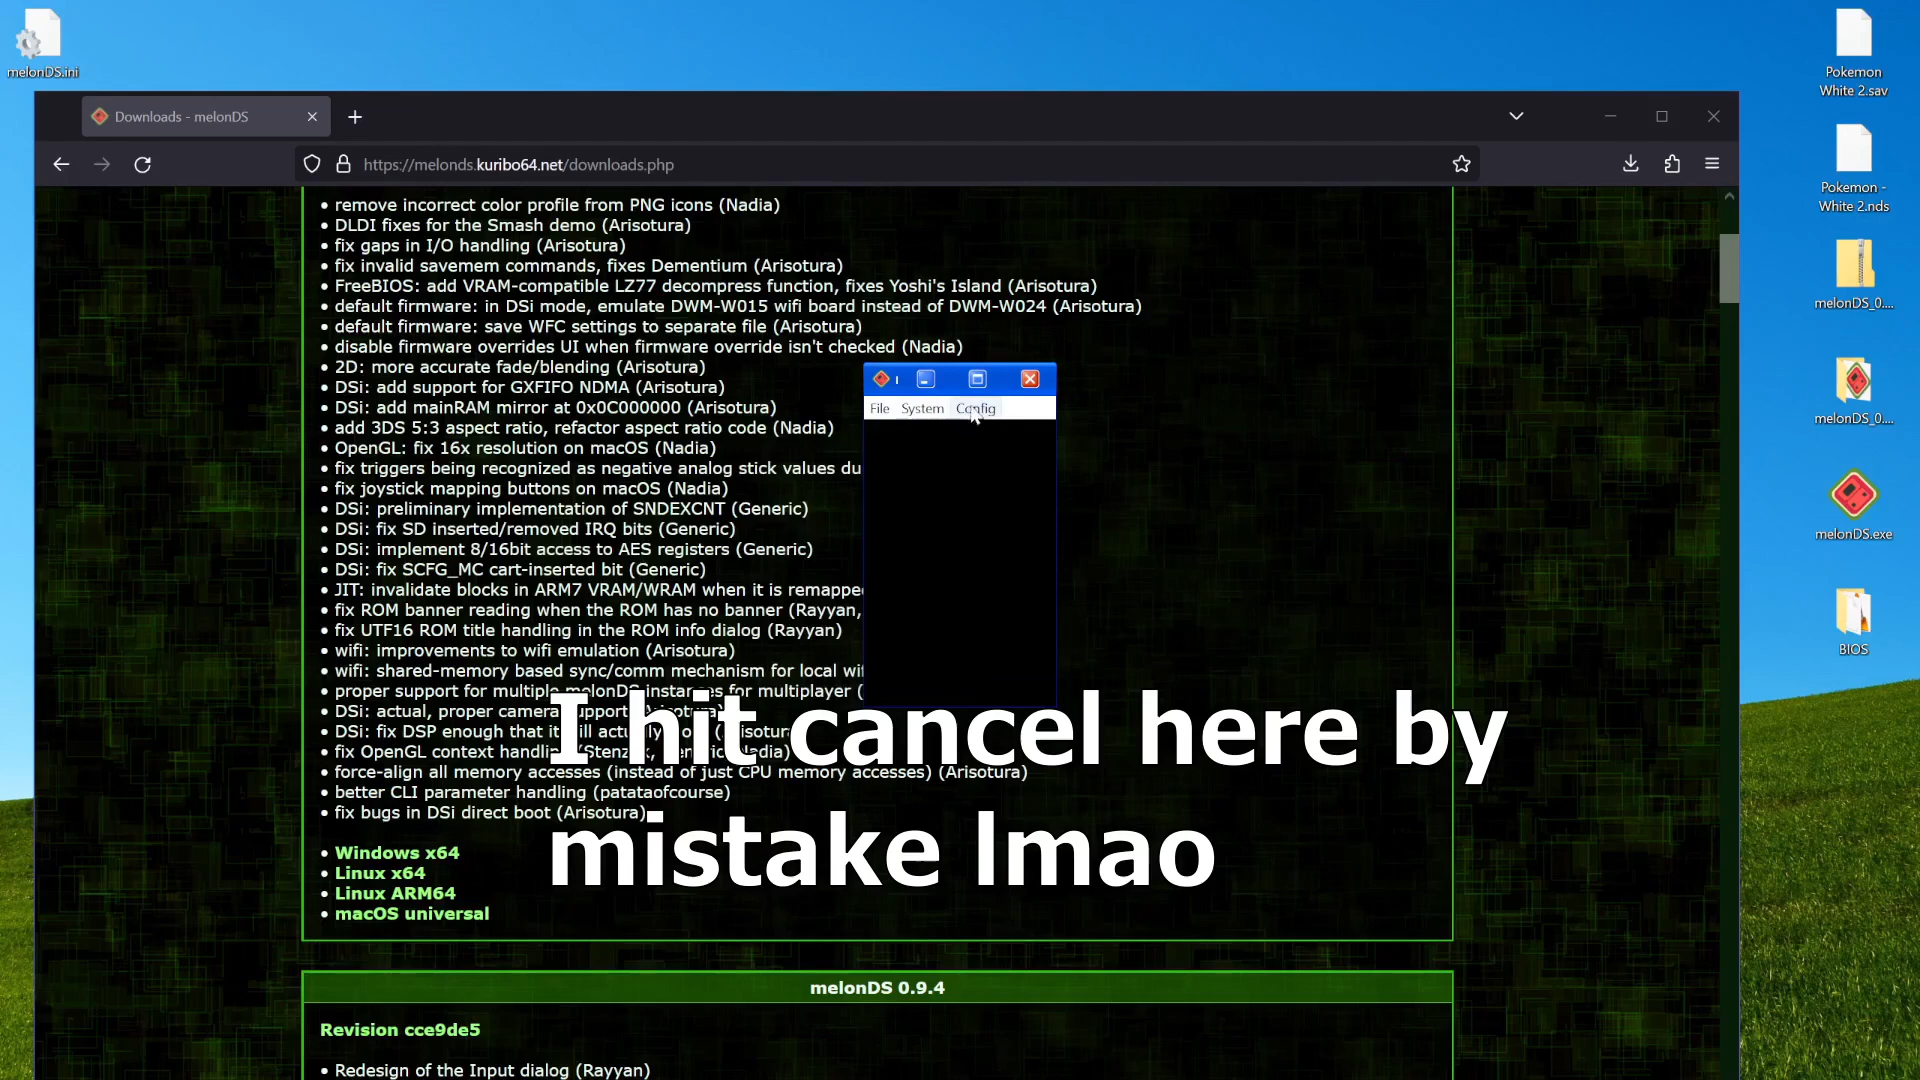 melonDS.ini
Downloads - melonDS
https://melonds.kuribo64.net/downloads.php
• remove incorrect color profile from PNG icons (Nadia)
• DLDI fixes for the Smash demo (Arisotura)
• fix gaps in I/O handling (Arisotura)
• fix invalid savemem commands, fixes Dementium (Arisotura)
• FreeBIOS: add VRAM-compatible LZ77 decompress function, fixes Yoshi's Island (Arisotura)
• default firmware: in DSi mode, emulate DWM-W015 wifi board instead of DWM-W024 (Arisotura)
• default firmware: save WFC settings to separate file (Arisotura)
• disable firmware overrides UI when firmware override isn't checked (Nadia)
• 2D: more accurate fade/blending (Arisotura)
• DSi: add support for GXFIFO NDMA (Arisotura)
• DSi: add mainRAM mirror at 0x0C000000 (Arisotura)
• add 3DS 5:3 aspect ratio, refactor aspect ratio code (Nadia)
• OpenGL: fix 16x resolution on macOS (Nadia)
• fix triggers being recognized as negative analog stick values du
• fix joystick mapping buttons on macOS (Nadia)
• DSi: preliminary implementation of SNDEXCNT (Generic)
• DSi: fix SD inserted/removed IRQ bits (Generic)
• DSi: implement 8/16bit access to AES registers (Generic)
• DSi: fix SCFG_MC cart-inserted bit (Generic)
• JIT: invalidate blocks in ARM7 VRAM/WRAM when it is remapped
• fix ROM banner reading when the ROM has no banner (Rayyan,
• fix UTF16 ROM title handling in the ROM info dialog (Rayyan)
• wifi: improvements to wifi emulation (Arisotura)
• wifi: shared-memory based sync/comm mechanism for local wi
• proper support for multiple melonDS instances for multiplayer (
• DSi: actual, proper camera support
• DSi: fix DSP enough that it
• fix OpenGL context
• force-align all memory accesses (instead of just CPU memory accesses) (Arisotura)
• better CLI parameter handling (patataofcourse)
• fix bugs in DSi direct boot (Arisotura)
• Windows x64
• Linux x64
• Linux ARM64
• macOS universal
melonDS 0.9.4
Revision cce9de5
• Redesign of the Input dialog (Rayyan)
File System Config
I hit cancel here by
mistake lmao
Pokemon
White 2.sav
Pokemon -
White 2.nds
melonDS_0....
melonDS_0....
melonDS.exe
BIOS